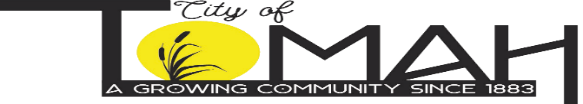 City of
TOMAH
A GROWING COMMUNITY SINCE 1883